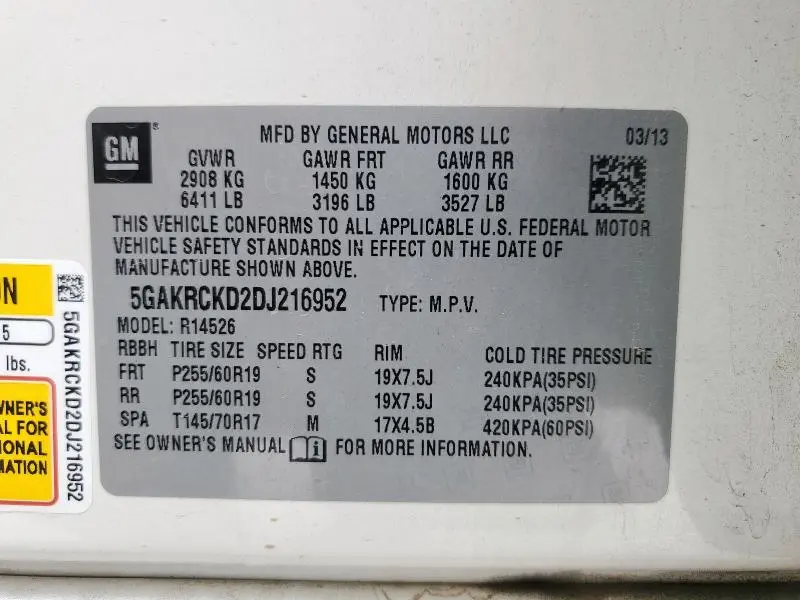 GM ®
MFD BY GENERAL MOTORS LLC 03/13
GVWR GAWR FRT GAWR RR
2908 KG 1450 KG 1600 KG
6411 LB 3196 LB 3527 LB
THIS VEHICLE CONFORMS TO ALL APPLICABLE U.S. FEDERAL MOTOR
VEHICLE SAFETY STANDARDS IN EFFECT ON THE DATE OF
MANUFACTURE SHOWN ABOVE.
5GAKRCKD2DJ216952 TYPE: M.P.V.
MODEL: R14526
RBBH TIRE SIZE SPEED RTG RIM COLD TIRE PRESSURE
FRT P255/60R19 S 19X7.5J 240KPA(35PSI)
RR P255/60R19 S 19X7.5J 240KPA(35PSI)
SPA T145/70R17 M 17X4.5B 420KPA(60PSI)
SEE OWNER'S MANUAL i FOR MORE INFORMATION.
ON
5
lbs.
WNER'S
AL FOR
IONAL
MATION
5GAKRCKD2DJ216952